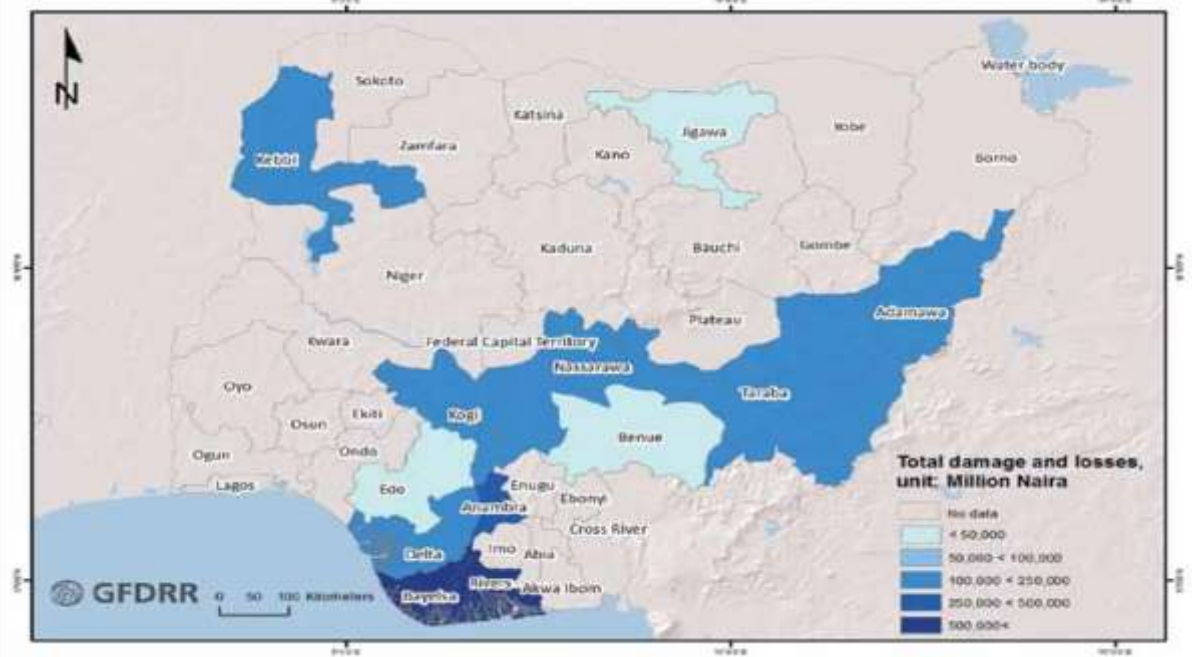 N
Sokoto
Water body
Katsina
Jigawa
Yobe
Zamfara
Kano
Borno
Kebbi
Kaduna
Bauchi
Gombe
Niger
Adamawa
Plateau
Kwara
Federal Capital Territory
Nassarawa
Oyo
Taraba
Ekiti
Kogi
Osun
Benue
Ondo
Ogun
Lagos
Edo
Enugu
Ebonyi
Anambra
Cross River
Delta
Imo
Abia
Rivers
Akwa Ibom
Bayelsa
Total damage and losses,
unit: Million Naira
No data
< 50,000
50,000 < 100,000
100,000 < 250,000
250,000 < 500,000
500,000<
GFDRR
0 50 100 Kilometers